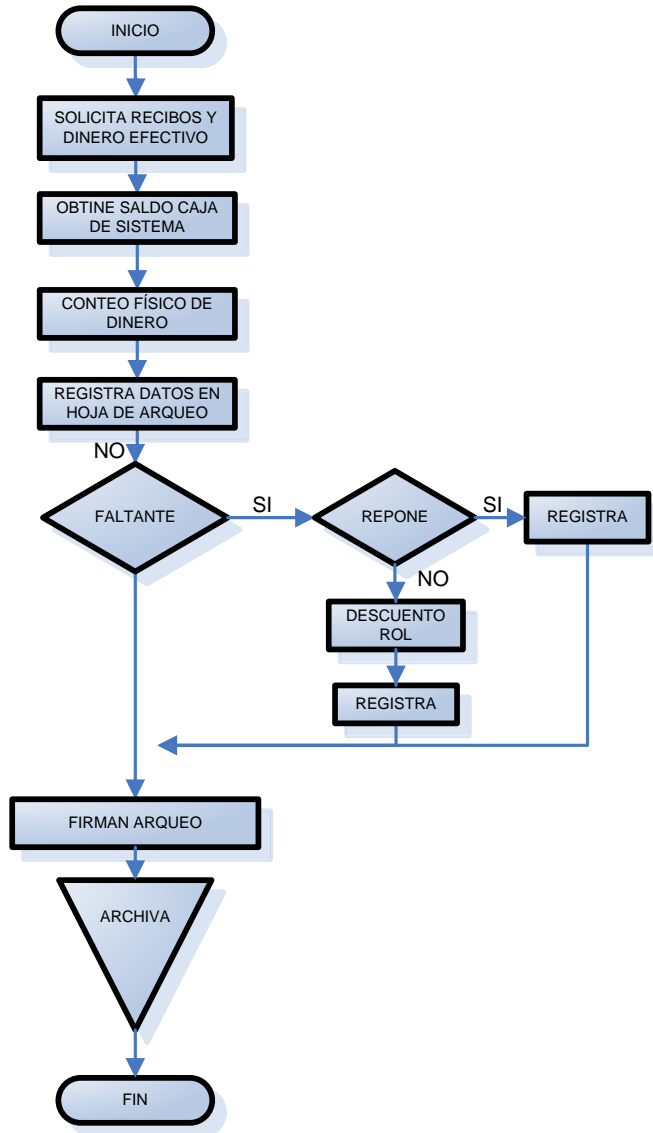 INICIO
SOLICITA RECIBOS Y
DINERO EFECTIVO
OBTINE SALDO CAJA
DE SISTEMA
CONTEO FÍSICO DE
DINERO
REGISTRA DATOS EN
HOJA DE ARQUEO
NO
FALTANTE
SI
REPONE
SI
REGISTRA
NO
DESCUENTO
ROL
REGISTRA
FIRMAN ARQUEO
ARCHIVA
FIN